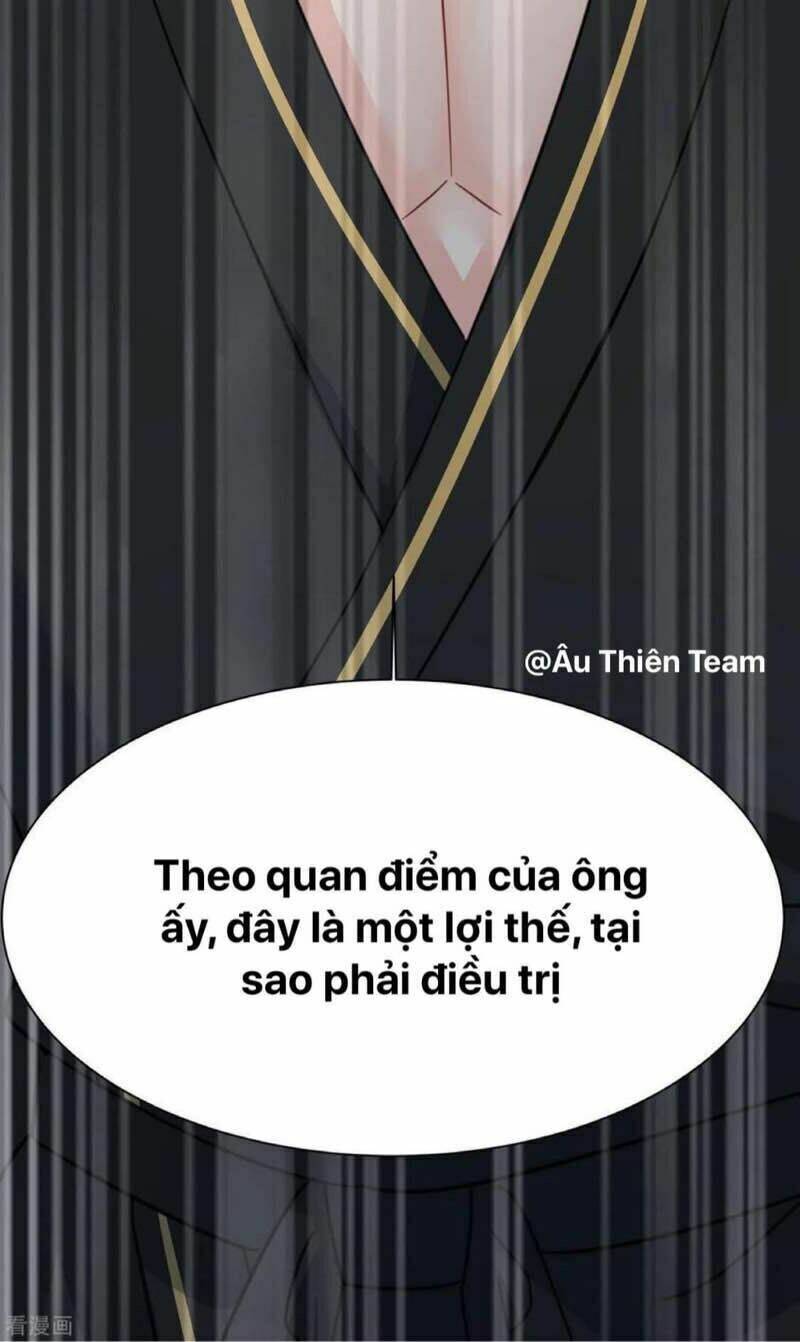 @Âu Thiên Team
Theo quan điểm của ông
ấy, đây là một lợi thế, tại
sao phải điều trị
看漫画